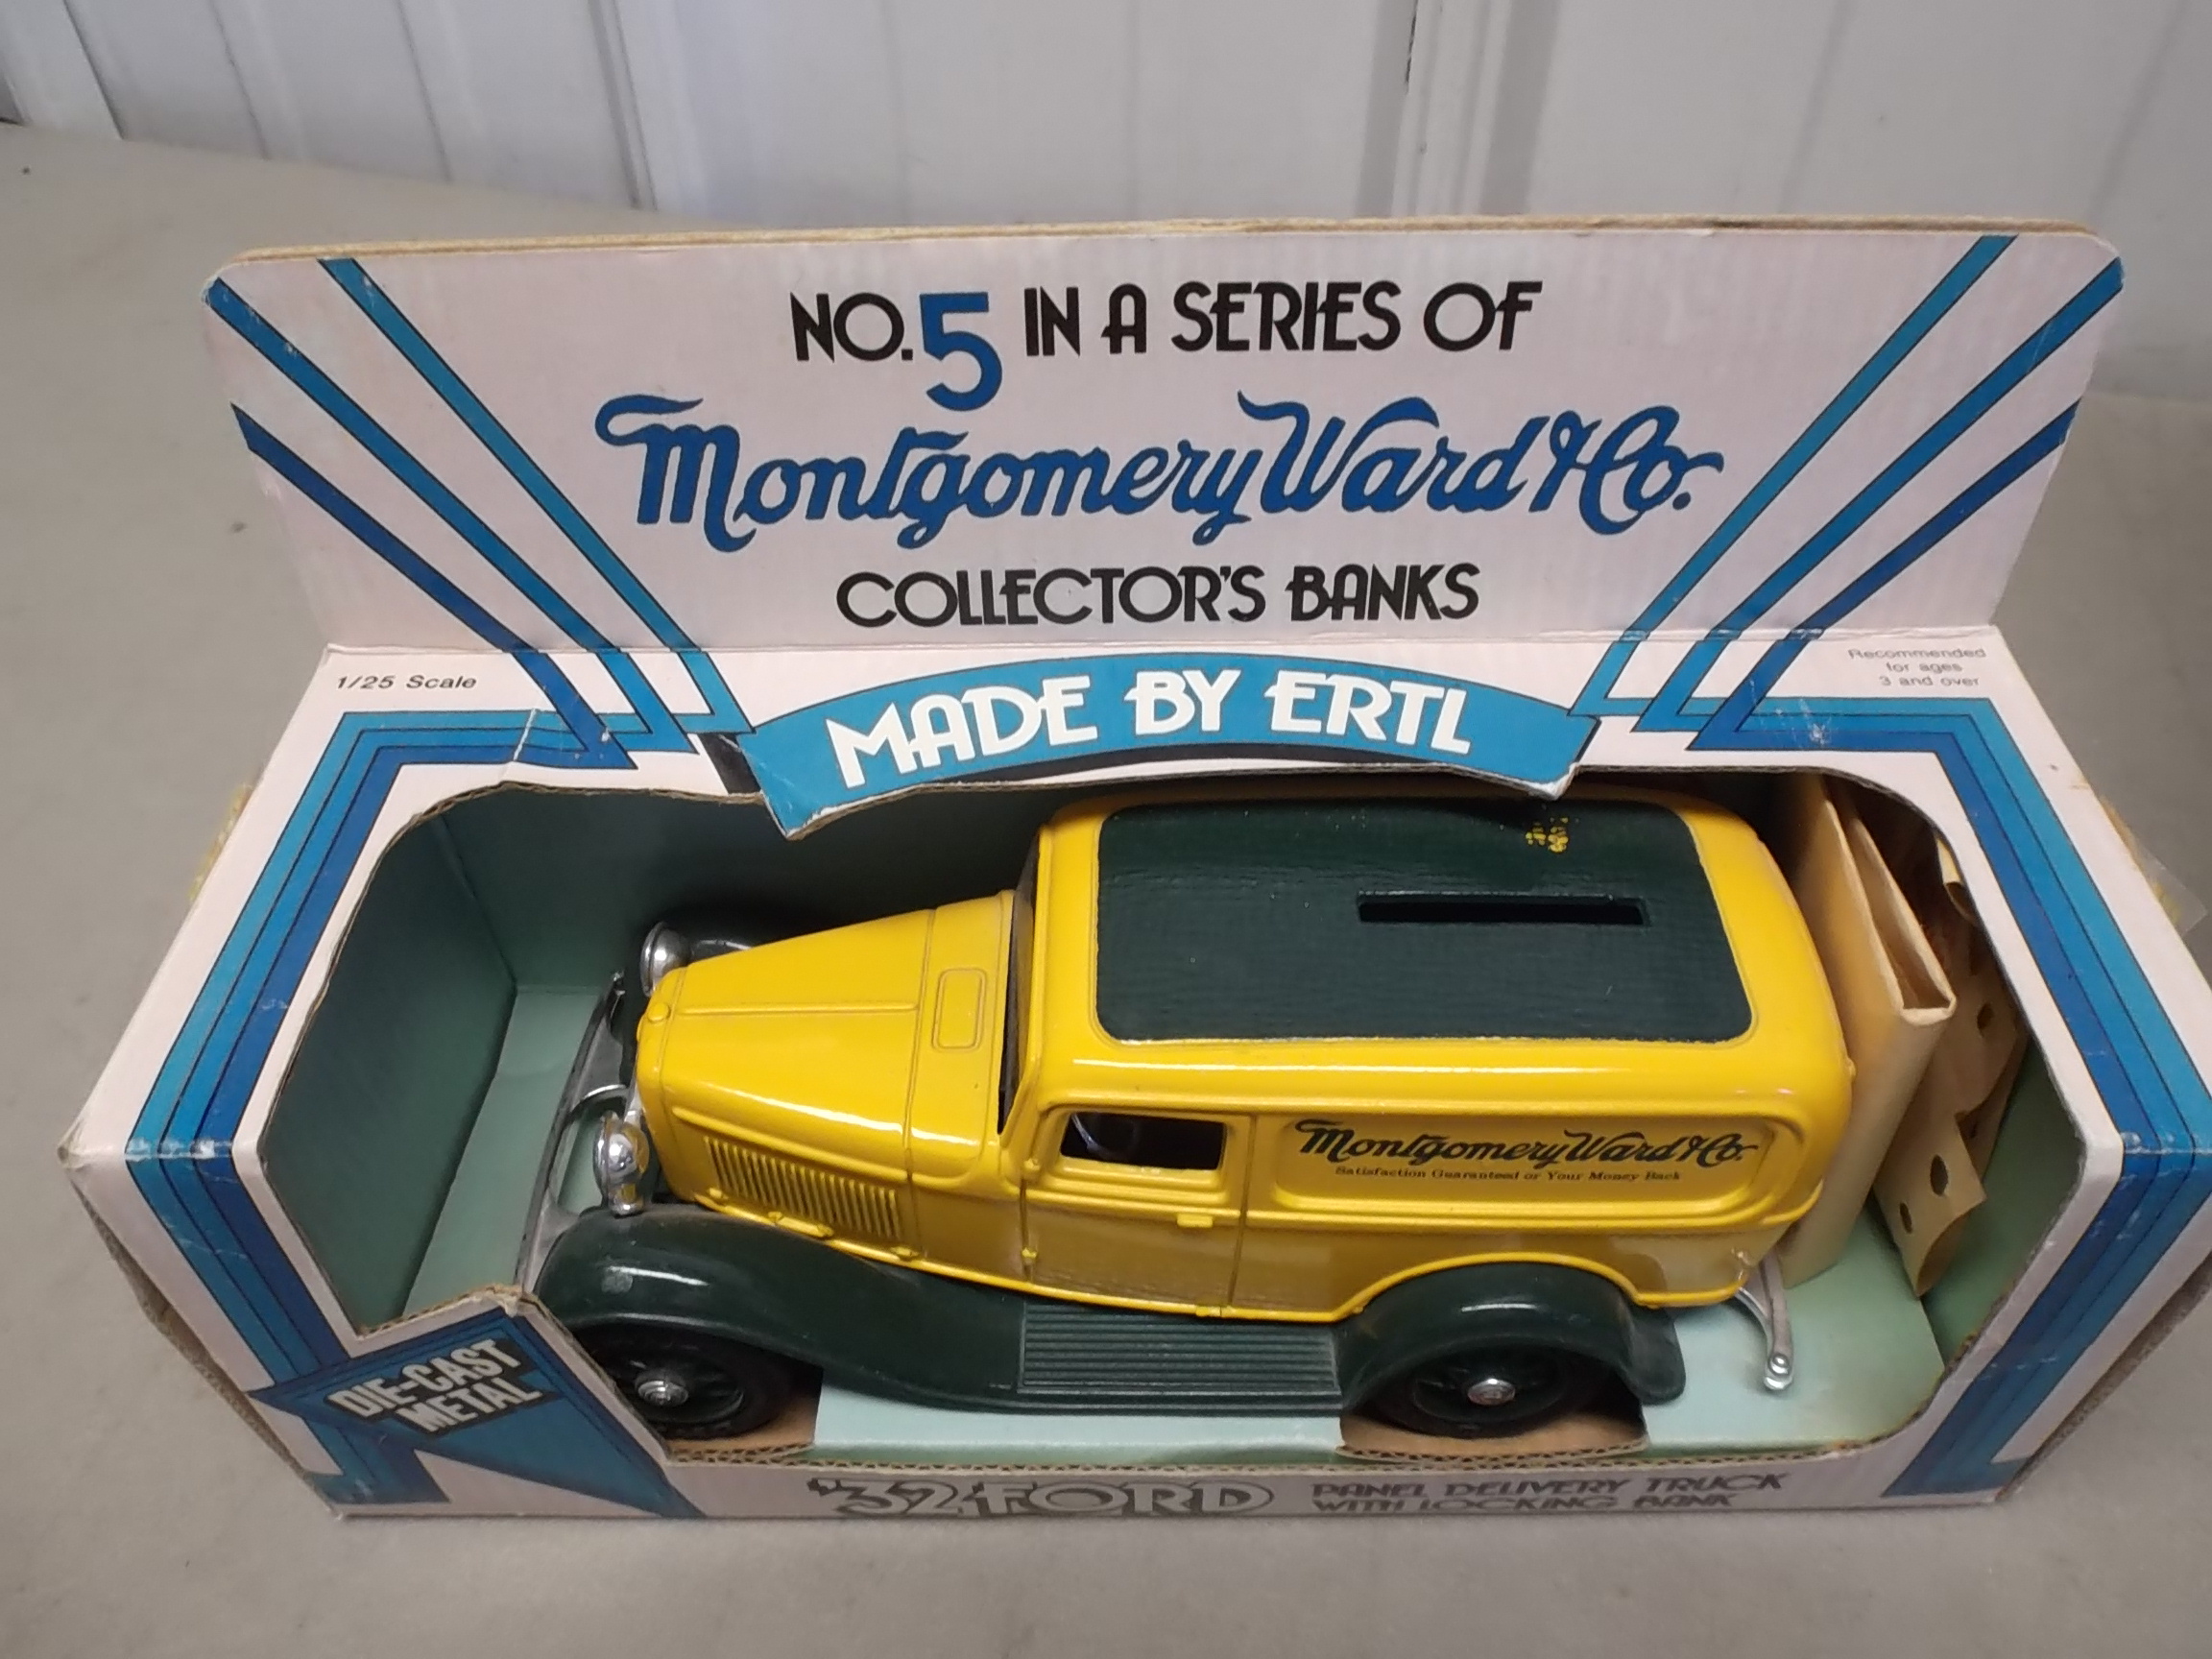 NO. 5 IN A SERIES OF
Montgomery Ward & Co.
COLLECTOR'S BANKS
1/25 Scale
Recommended
for ages
3 and over
MADE BY ERTL
Montgomery Ward & Co.
Satisfaction Guaranteed or Your Money Back
DIE-CAST
METAL
'32 FORD
PANEL DELIVERY TRUCK
WITH LOCKING BANK